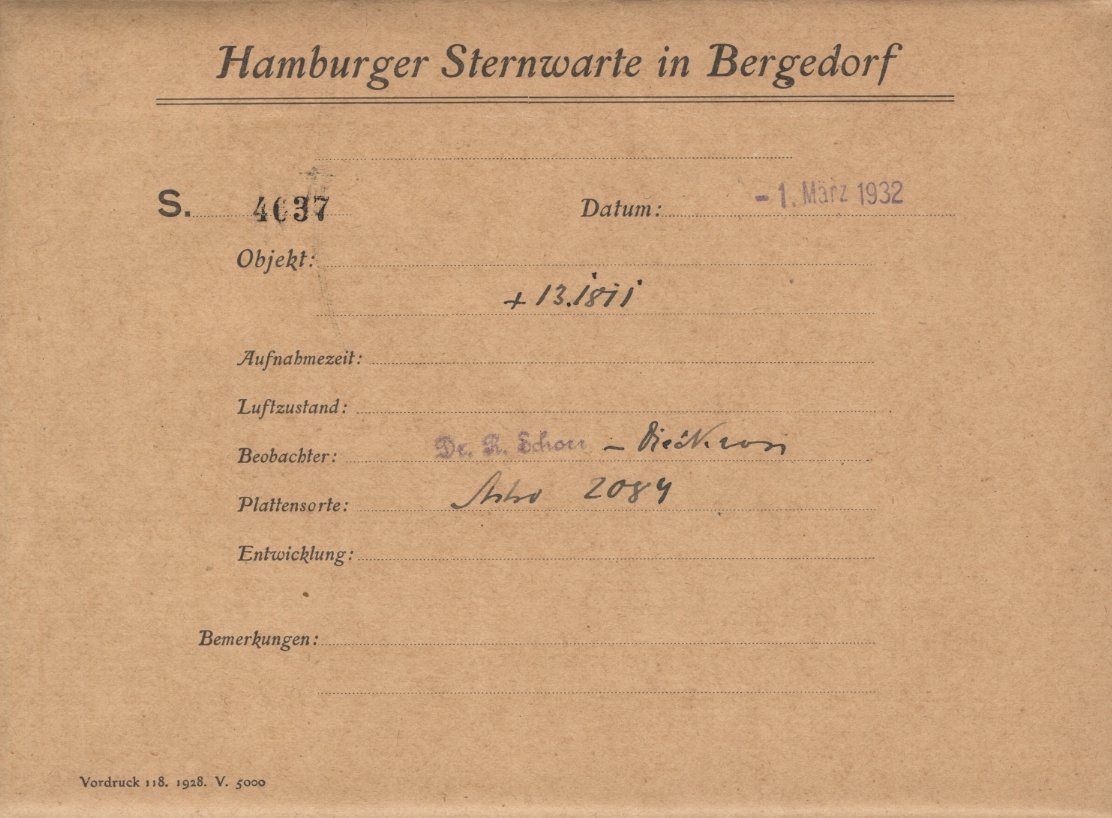 Hamburger Sternwarte in Bergedorf
S. 4637 Datum: - 1. März 1932
Objekt:
+ 13.1811
Aufnahmezeit:
Luftzustand:
Beobachter: Dr. R. Schorr –
Plattensorte: Astro 2084
Entwicklung:
Bemerkungen:
Vordruck 118. 1928. V. 5000